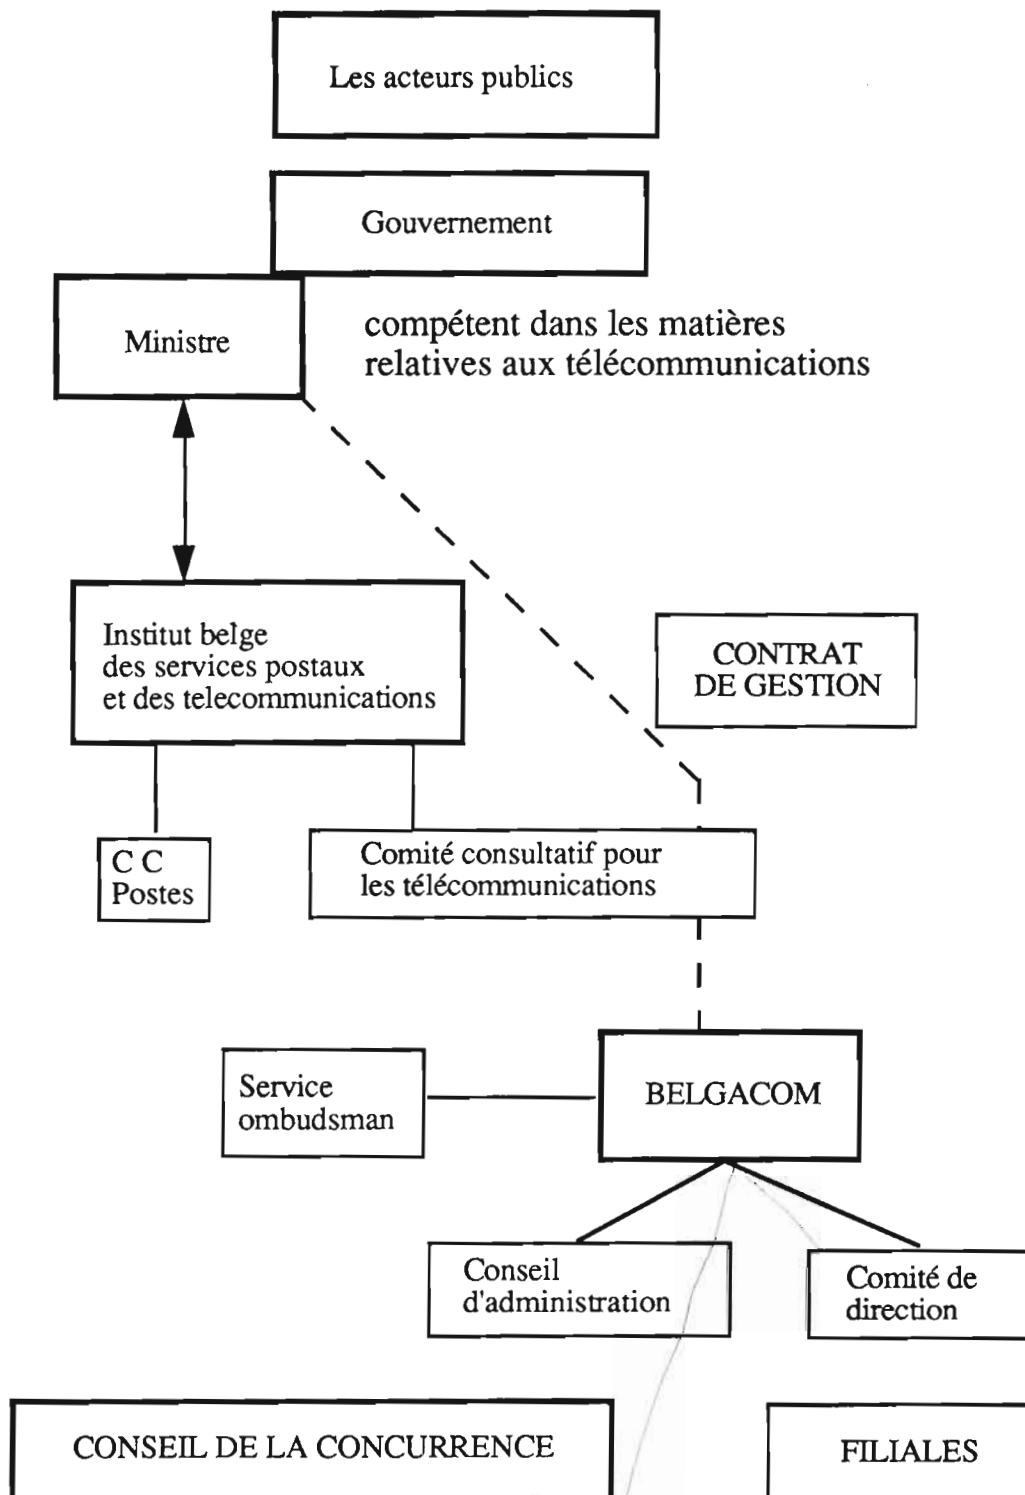 Les acteurs publics
Gouvernement
Ministre
compétent dans les matières
relatives aux télécommunications
Institut belge
des services postaux
et des telecommunications
CONTRAT
DE GESTION
C C
Postes
Comité consultatif pour
les télécommunications
Service
ombudsman
BELGACOM
Conseil
d'administration
Comité de
direction
CONSEIL DE LA CONCURRENCE
FILIALES